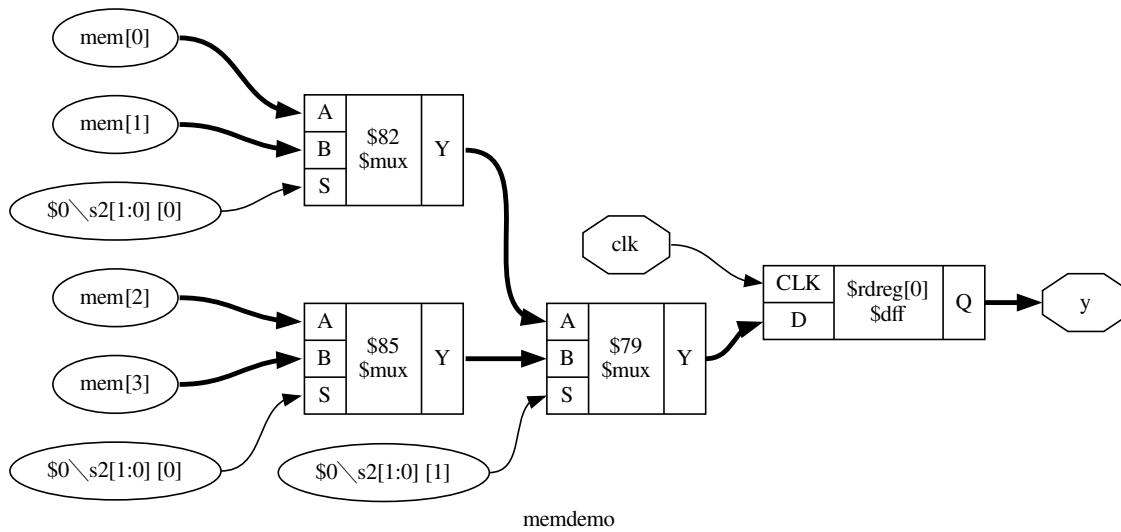 mem[0]
mem[1]
$0\s2[1:0] [0]
A
B
S
$82
$mux
Y
mem[2]
mem[3]
$0\s2[1:0] [0]
A
B
S
$85
$mux
Y
$0\s2[1:0] [1]
A
B
S
$79
$mux
Y
clk
CLK
D
$rdreg[0]
$dff
Q
y
memdemo